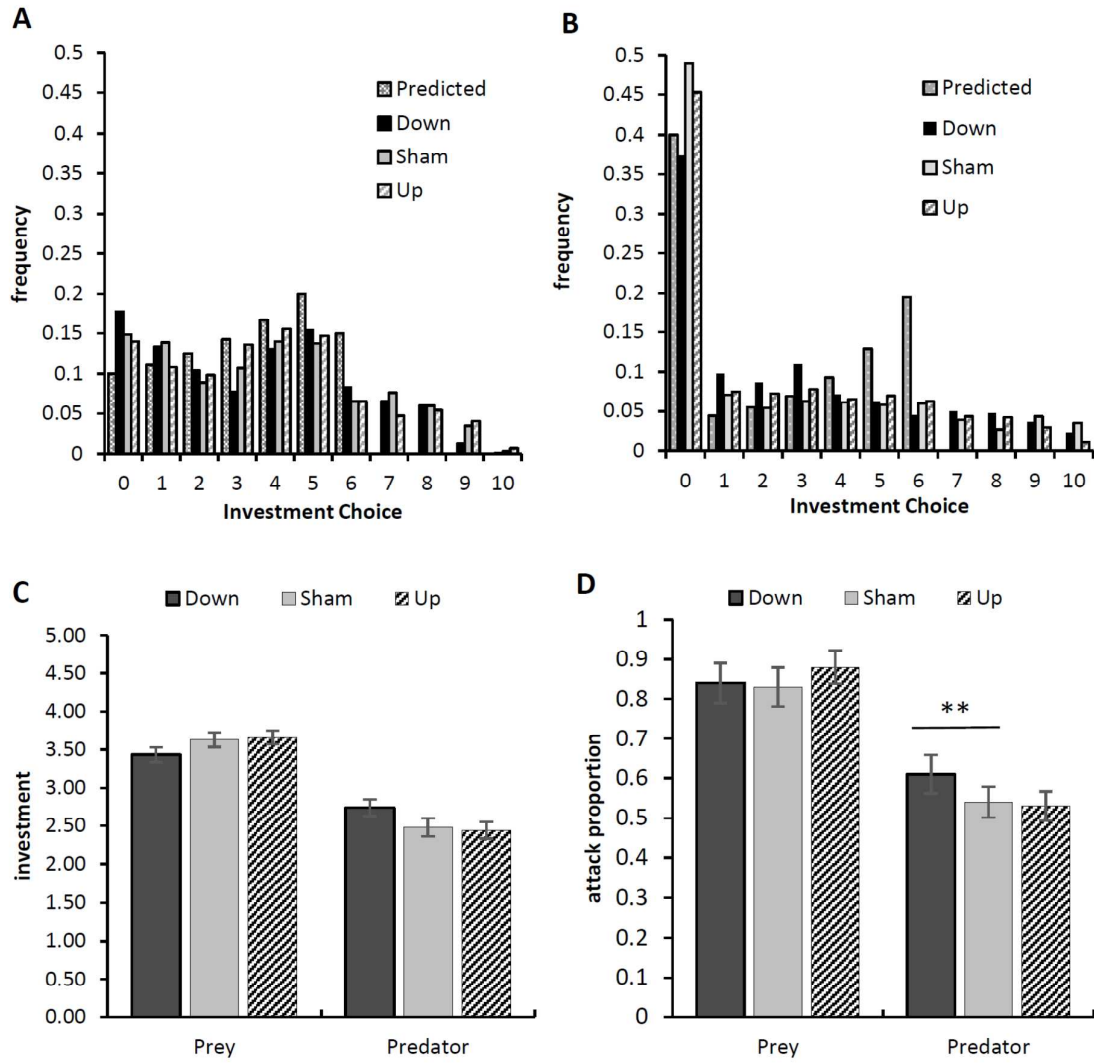 A
0.5
0.45
0.4
0.35
0.3
0.25
0.2
0.15
0.1
0.05
0
frequency
Predicted
Down
Sham
Up
0 1 2 3 4 5 6 7 8 9 10
Investment Choice
B
0.5
0.45
0.4
0.35
0.3
0.25
0.2
0.15
0.1
0.05
0
frequency
Predicted
Down
Sham
Up
0 1 2 3 4 5 6 7 8 9 10
Investment Choice
C
Down Sham Up
5.00
4.50
4.00
3.50
3.00
2.50
2.00
1.50
1.00
0.50
0.00
investment
Prey Predator
D
Down Sham Up
1
0.9
0.8
0.7
0.6
0.5
0.4
0.3
0.2
0.1
0
attack proportion
**
Prey Predator